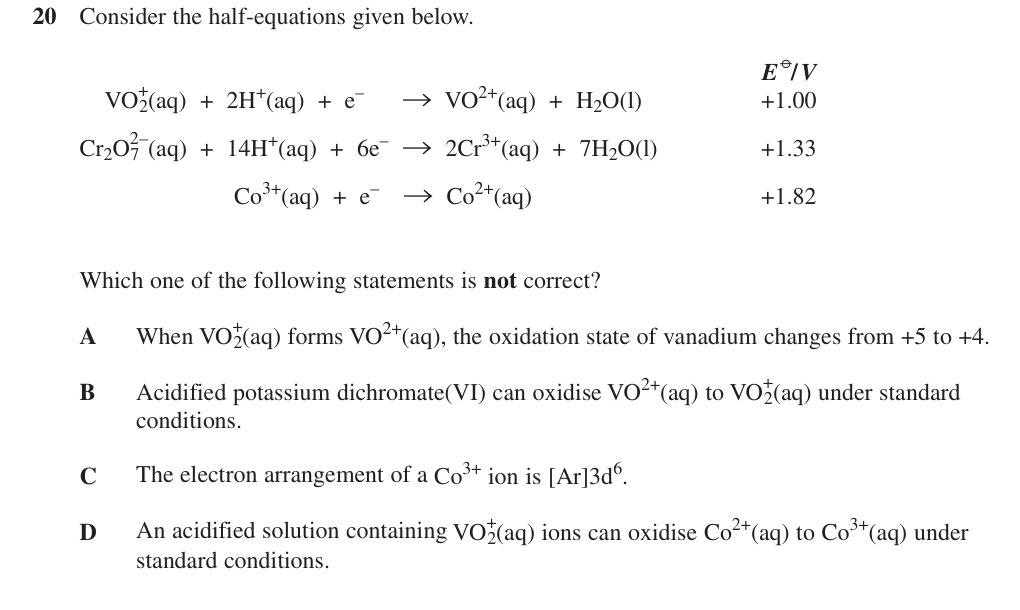 20 Consider the half-equations given below.
E⦵/V
VO₂⁺(aq) + 2H⁺(aq) + e⁻ → VO²⁺(aq) + H₂O(l) +1.00
Cr₂O₇²⁻(aq) + 14H⁺(aq) + 6e⁻ → 2Cr³⁺(aq) + 7H₂O(l) +1.33
Co³⁺(aq) + e⁻ → Co²⁺(aq) +1.82
Which one of the following statements is not correct?
A When VO₂⁺(aq) forms VO²⁺(aq), the oxidation state of vanadium changes from +5 to +4.
B Acidified potassium dichromate(VI) can oxidise VO²⁺(aq) to VO₂⁺(aq) under standard
conditions.
C The electron arrangement of a Co³⁺ ion is [Ar]3d⁶.
D An acidified solution containing VO₂⁺(aq) ions can oxidise Co²⁺(aq) to Co³⁺(aq) under
standard conditions.